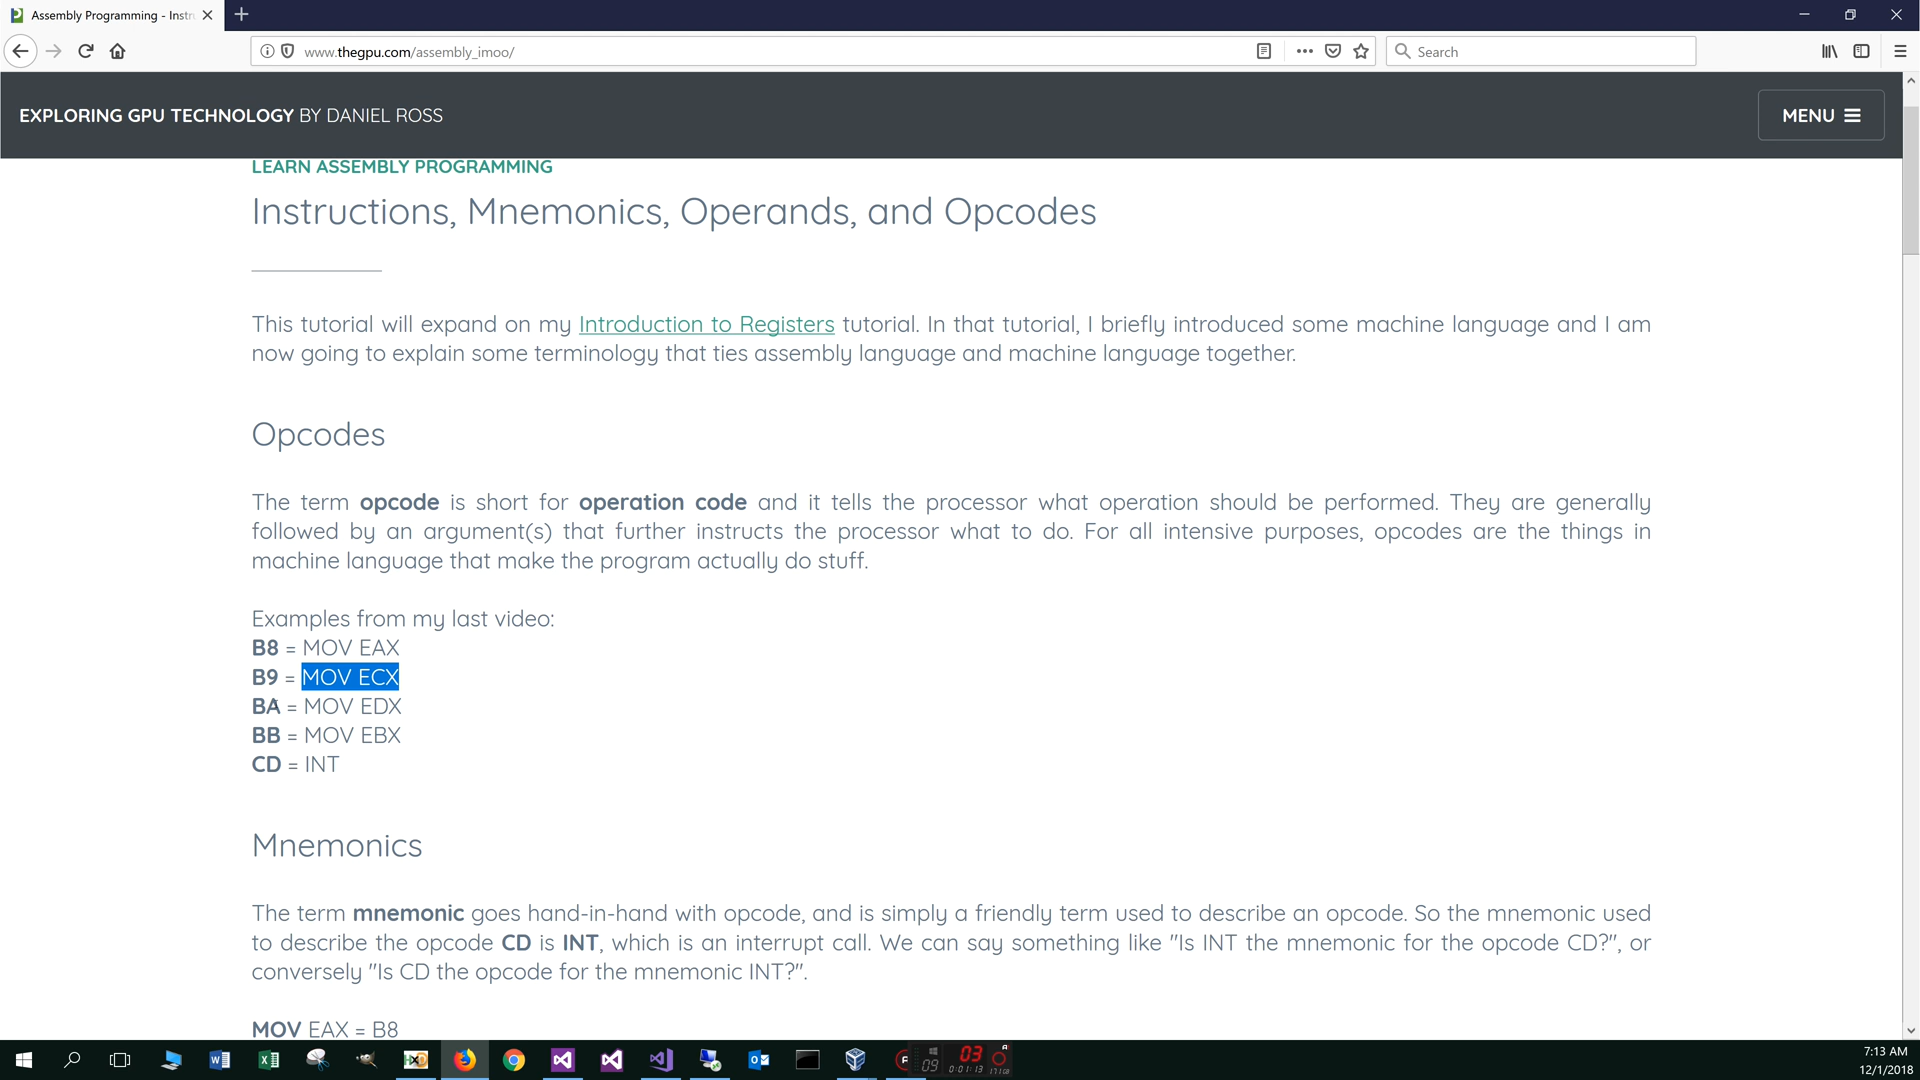 Assembly Programming - Instr
www.thegpu.com/assembly_imoo/
Search
EXPLORING GPU TECHNOLOGY BY DANIEL ROSS
MENU
LEARN ASSEMBLY PROGRAMMING
Instructions, Mnemonics, Operands, and Opcodes
This tutorial will expand on my Introduction to Registers tutorial. In that tutorial, I briefly introduced some machine language and I am
now going to explain some terminology that ties assembly language and machine language together.
Opcodes
The term opcode is short for operation code and it tells the processor what operation should be performed. They are generally
followed by an argument(s) that further instructs the processor what to do. For all intensive purposes, opcodes are the things in
machine language that make the program actually do stuff.
Examples from my last video:
B8 = MOV EAX
B9 = MOV ECX
BA = MOV EDX
BB = MOV EBX
CD = INT
Mnemonics
The term mnemonic goes hand-in-hand with opcode, and is simply a friendly term used to describe an opcode. So the mnemonic used
to describe the opcode CD is INT, which is an interrupt call. We can say something like "Is INT the mnemonic for the opcode CD?", or
conversely "Is CD the opcode for the mnemonic INT?".
MOV EAX = B8
09
03
0:01:13
7:13 AM
12/1/2018